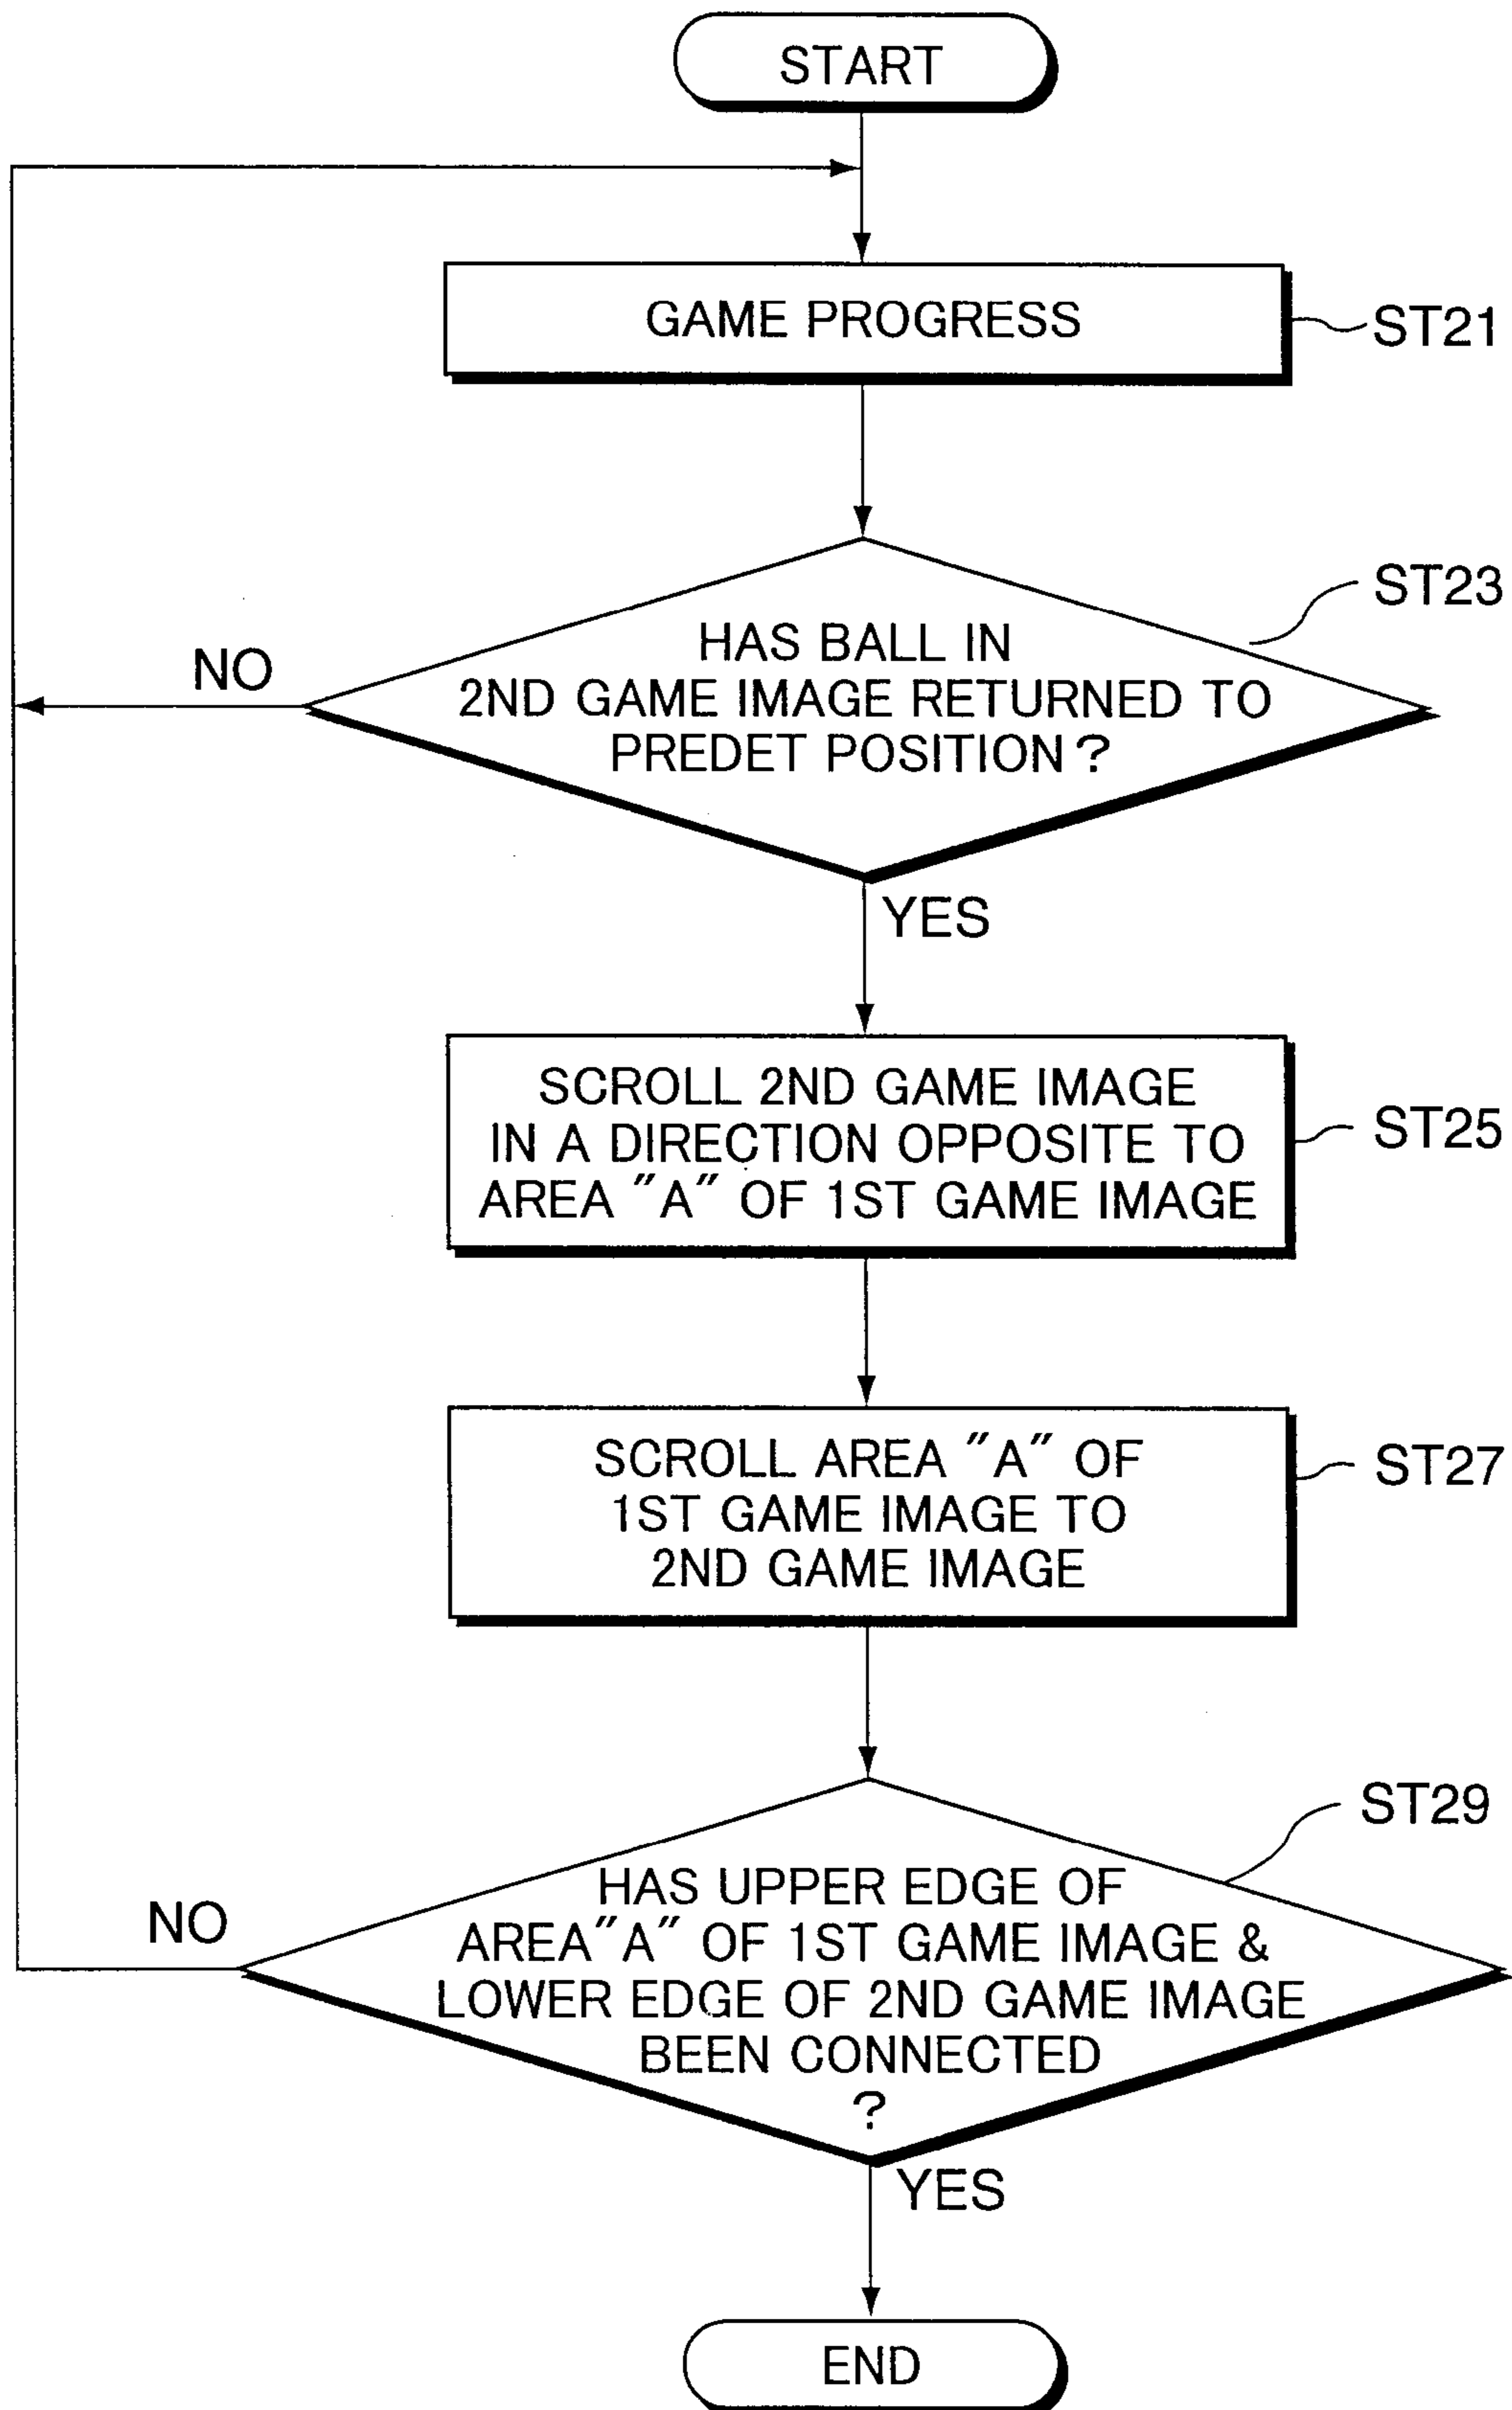 START
GAME PROGRESS
ST21
ST23
HAS BALL IN
2ND GAME IMAGE RETURNED TO
PREDET POSITION?
NO
YES
SCROLL 2ND GAME IMAGE
IN A DIRECTION OPPOSITE TO
AREA "A" OF 1ST GAME IMAGE
ST25
SCROLL AREA "A" OF
1ST GAME IMAGE TO
2ND GAME IMAGE
ST27
ST29
HAS UPPER EDGE OF
AREA"A" OF 1ST GAME IMAGE &
LOWER EDGE OF 2ND GAME IMAGE
BEEN CONNECTED
?
NO
YES
END